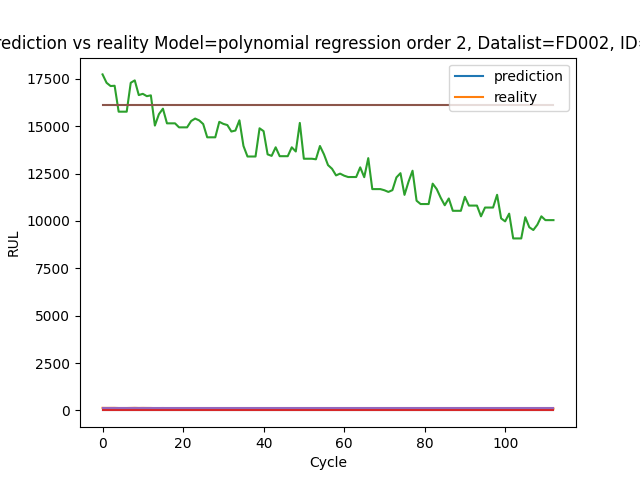 rediction vs reality Model=polynomial regression order 2, Datalist=FD002, ID=
prediction
reality
17500
15000
12500
10000
7500
5000
2500
0
RUL
0 20 40 60 80 100
Cycle